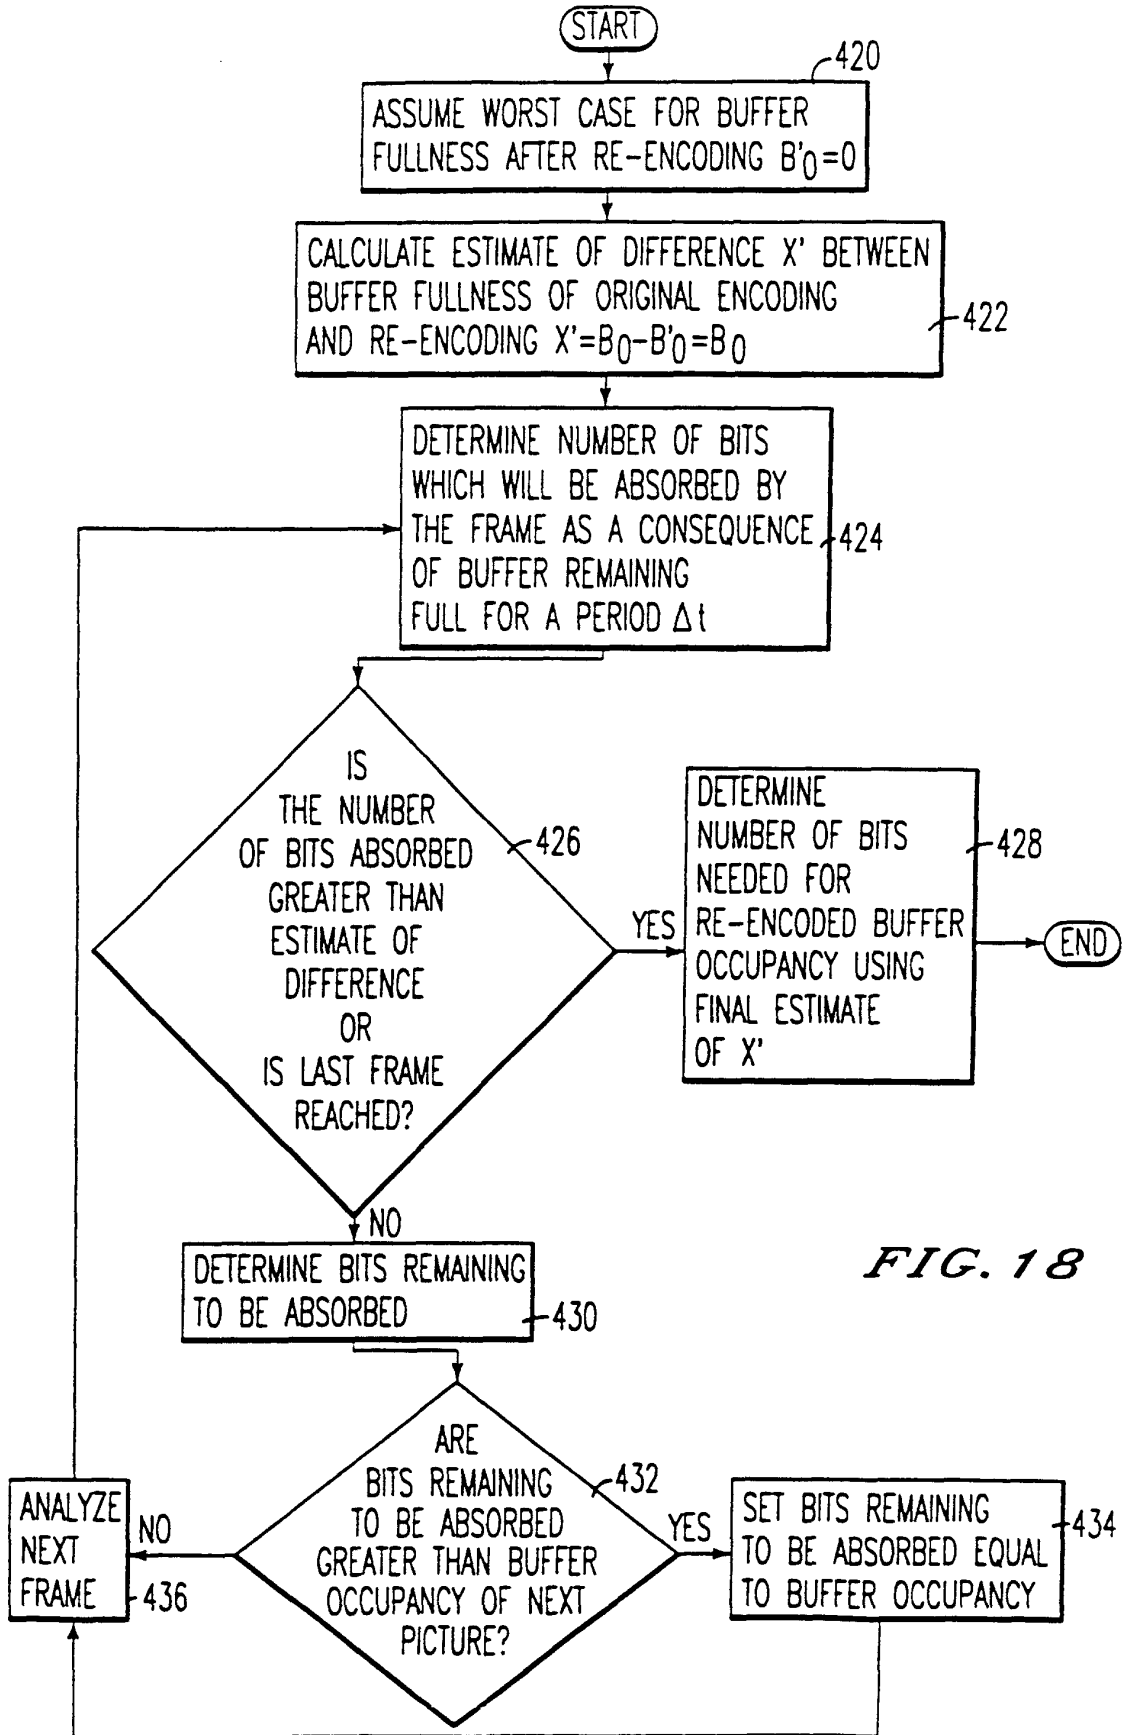 START
420
ASSUME WORST CASE FOR BUFFER
FULLNESS AFTER RE-ENCODING B'0=0
CALCULATE ESTIMATE OF DIFFERENCE X' BETWEEN
BUFFER FULLNESS OF ORIGINAL ENCODING
AND RE-ENCODING X'=B0-B'0=B0
422
DETERMINE NUMBER OF BITS
WHICH WILL BE ABSORBED BY
THE FRAME AS A CONSEQUENCE
OF BUFFER REMAINING
FULL FOR A PERIOD Δt
424
IS
THE NUMBER
OF BITS ABSORBED
GREATER THAN
ESTIMATE OF
DIFFERENCE
OR
IS LAST FRAME
REACHED?
426
YES
DETERMINE
NUMBER OF BITS
NEEDED FOR
RE-ENCODED BUFFER
OCCUPANCY USING
FINAL ESTIMATE
OF X'
428
END
NO
DETERMINE BITS REMAINING
TO BE ABSORBED
430
FIG. 18
ARE
BITS REMAINING
TO BE ABSORBED
GREATER THAN BUFFER
OCCUPANCY OF NEXT
PICTURE?
432
YES
SET BITS REMAINING
TO BE ABSORBED EQUAL
TO BUFFER OCCUPANCY
434
NO
ANALYZE
NEXT
FRAME
436